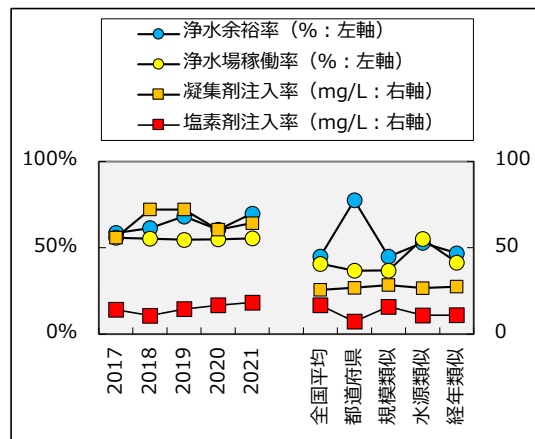 浄水余裕率（%：左軸）
浄水場稼働率（%：左軸）
凝集剤注入率（mg/L：右軸）
塩素剤注入率（mg/L：右軸）
100%
100
50%
50
0%
0
2017
2018
2019
2020
2021
全国平均
都道府県
規模類似
水源類似
経年類似